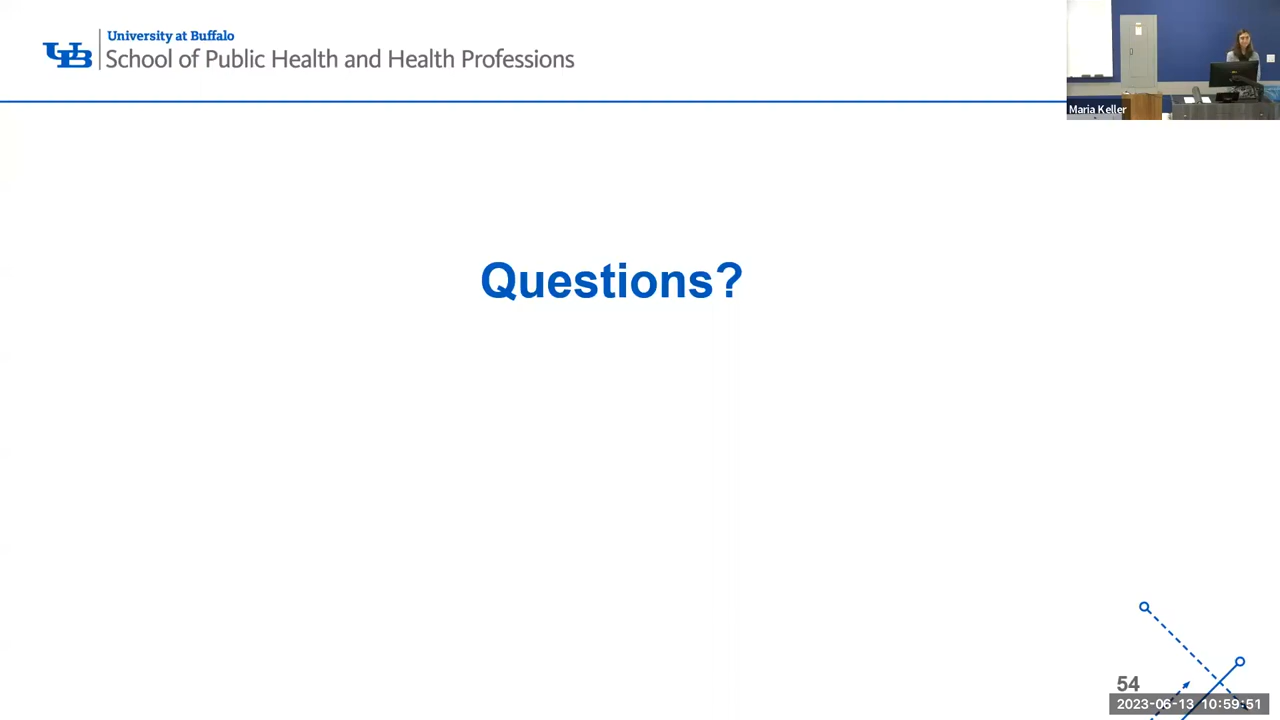 University at Buffalo
School of Public Health and Health Professions
UB
Maria Keller
Questions?
54
2023-06-13 10:59:51